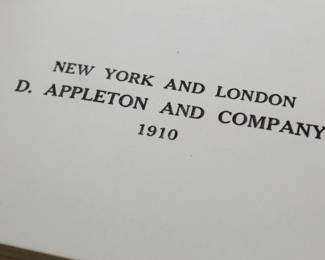 NEW YORK AND LONDON
D. APPLETON AND COMPANY
1910